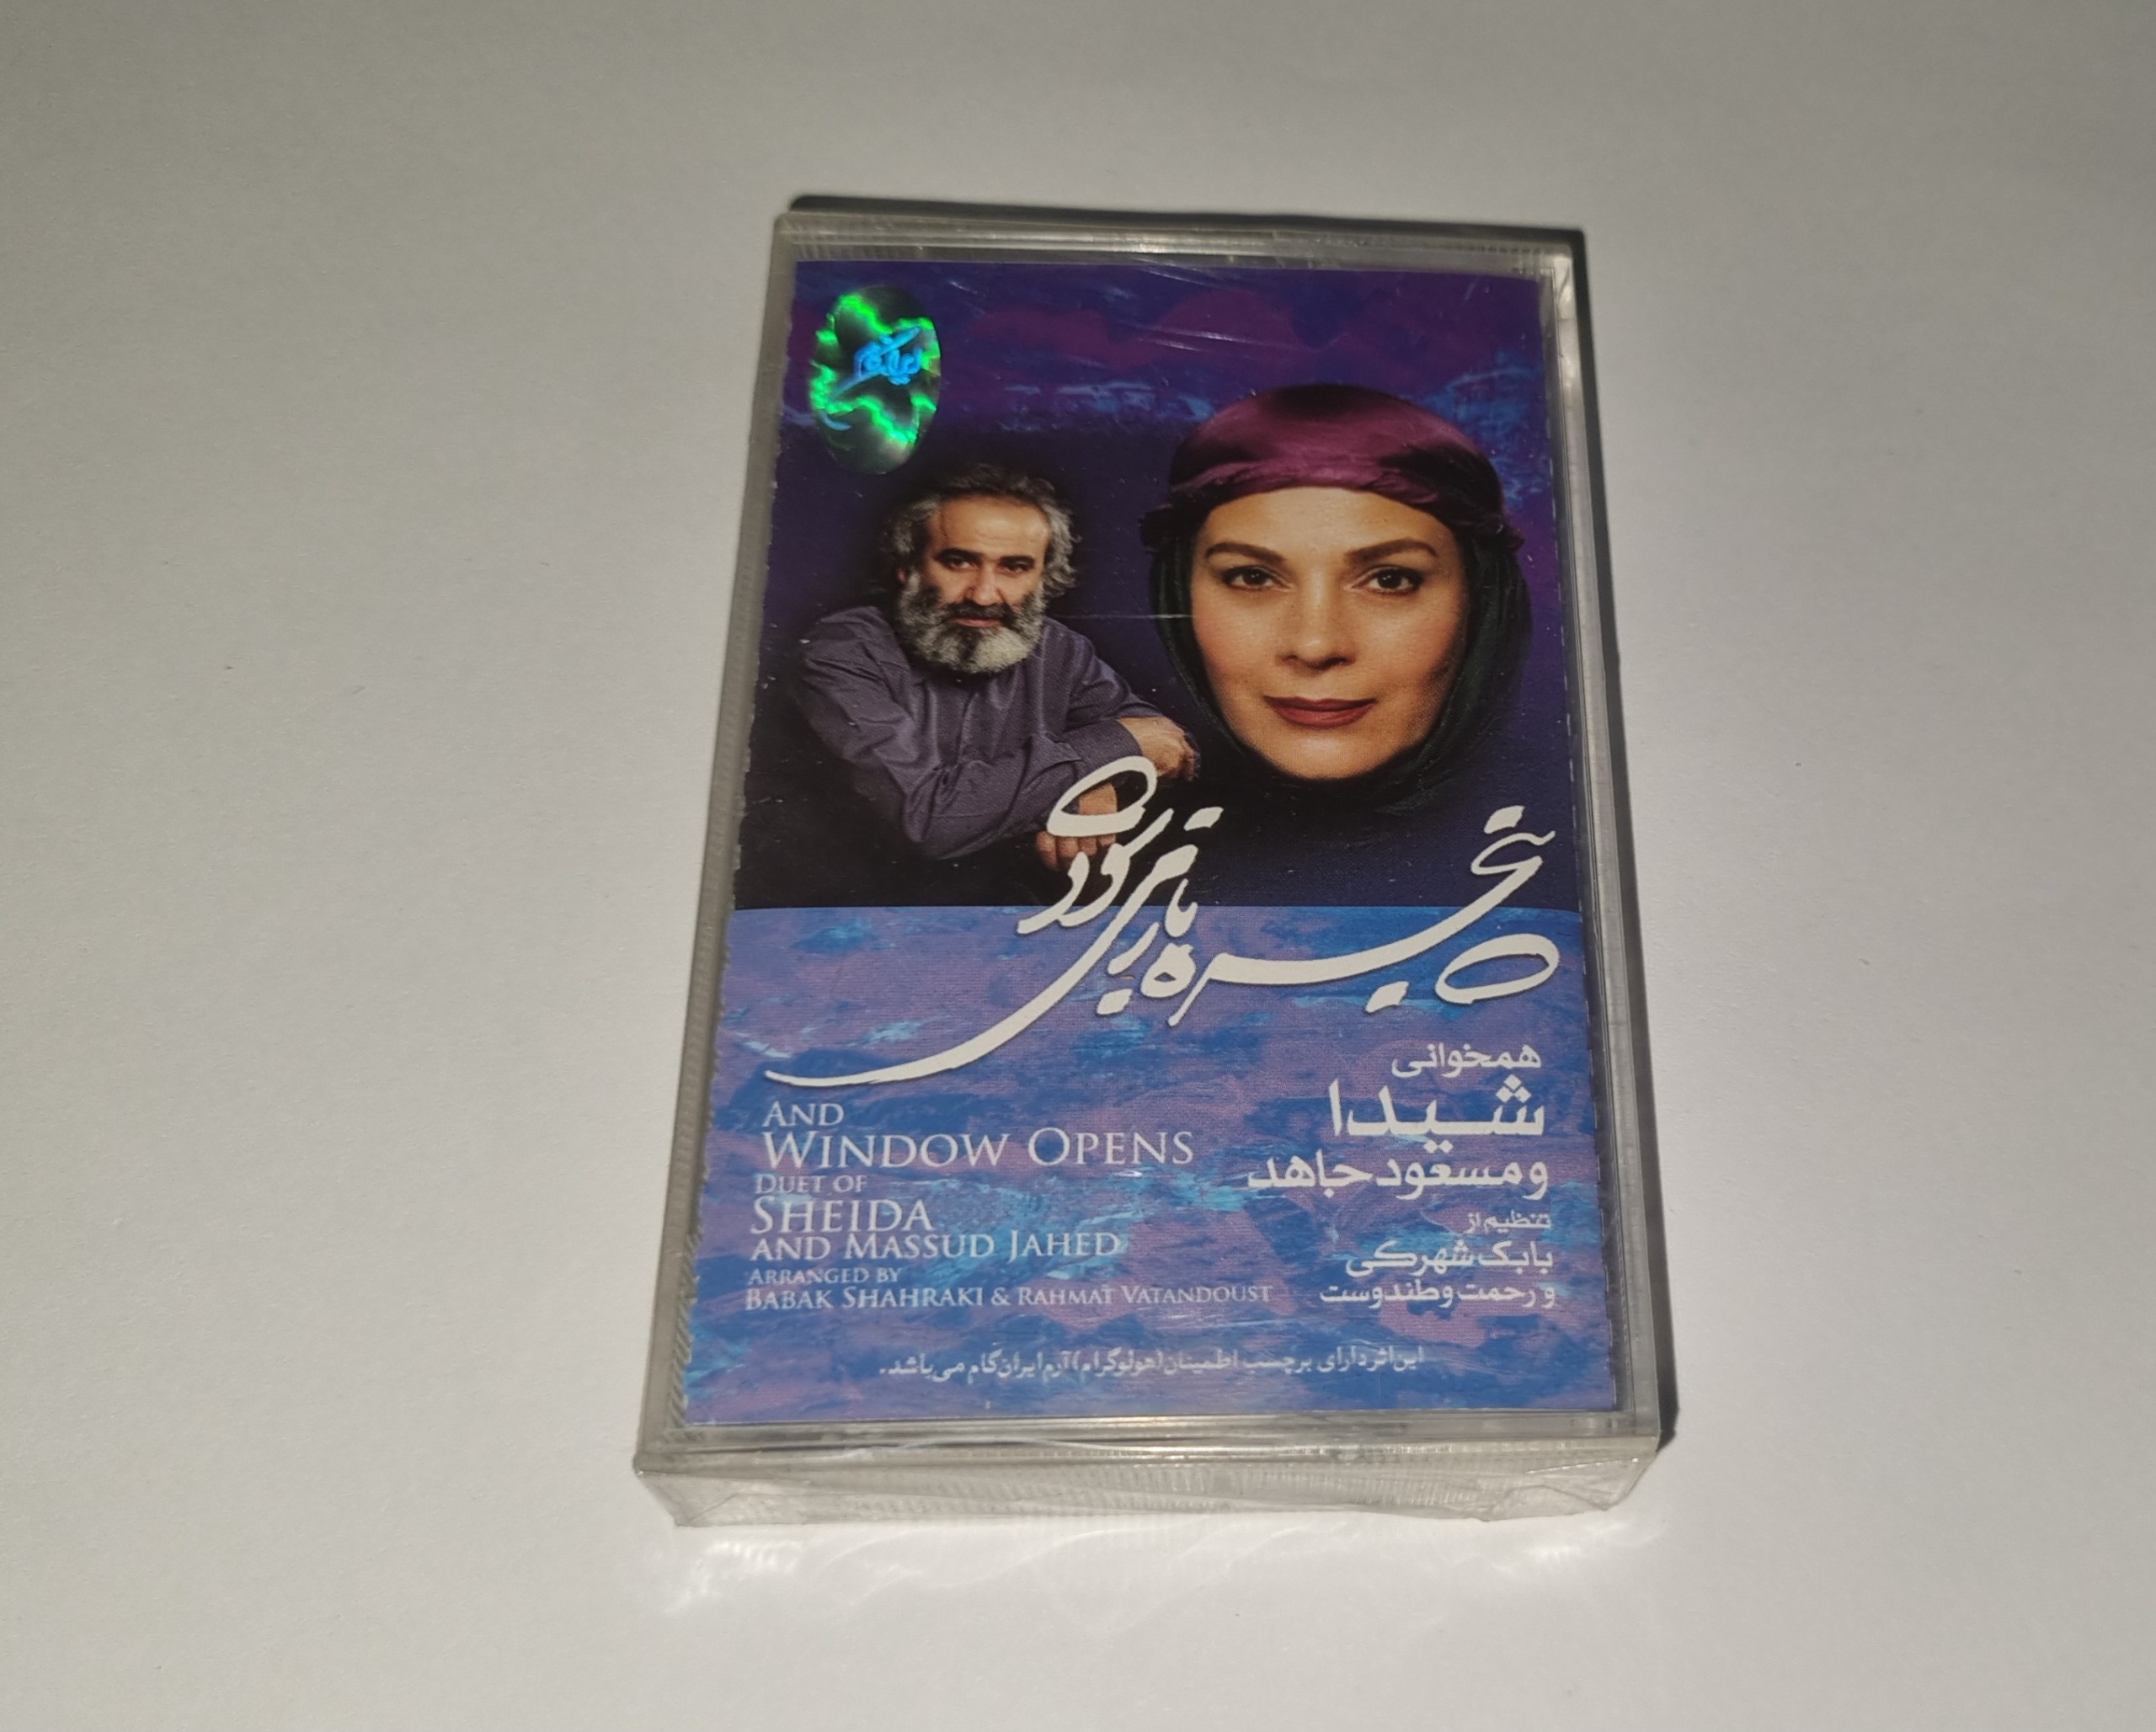 پنجره باز می‌شود
همخوانی
شیدا
و مسعود جاهد
تنظیم از
بابک شهرکی
و رحمت وطندوست
AND
WINDOW OPENS
DUET OF
SHEIDA
AND MASSUD JAHED
ARRANGED BY
BABAK SHAHRAKI & RAHMAT VATANDOUST
این اثر دارای برچسب اطمینان (هولوگرام) آرم ایران گام می‌باشد.